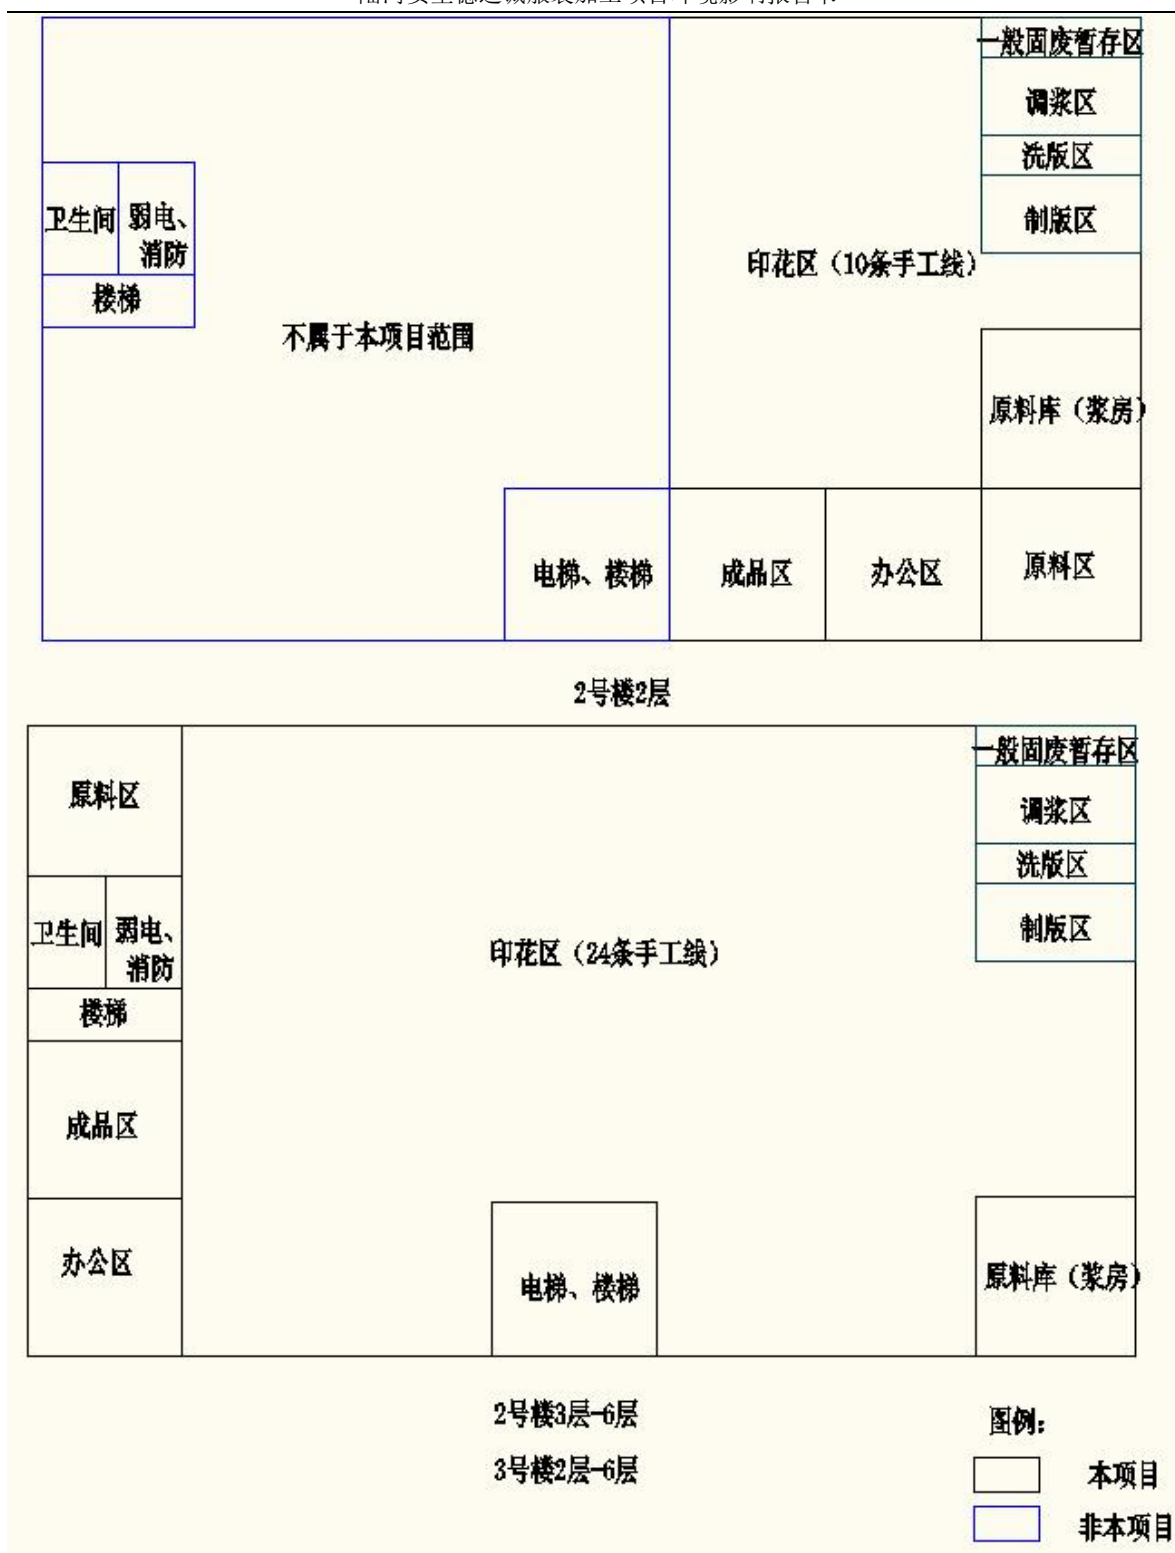 一般固废暂存区
调浆区
洗版区
制版区
卫生间
弱电、
消防
楼梯
印花区（10条手工线）
不属于本项目范围
原料库（浆房）
电梯、楼梯
成品区
办公区
原料区
2号楼2层
原料区
一般固废暂存区
调浆区
洗版区
制版区
卫生间
弱电、
消防
楼梯
印花区（24条手工线）
成品区
办公区
电梯、楼梯
原料库（浆房）
2号楼3层-6层
3号楼2层-6层
图例：
本项目
非本项目